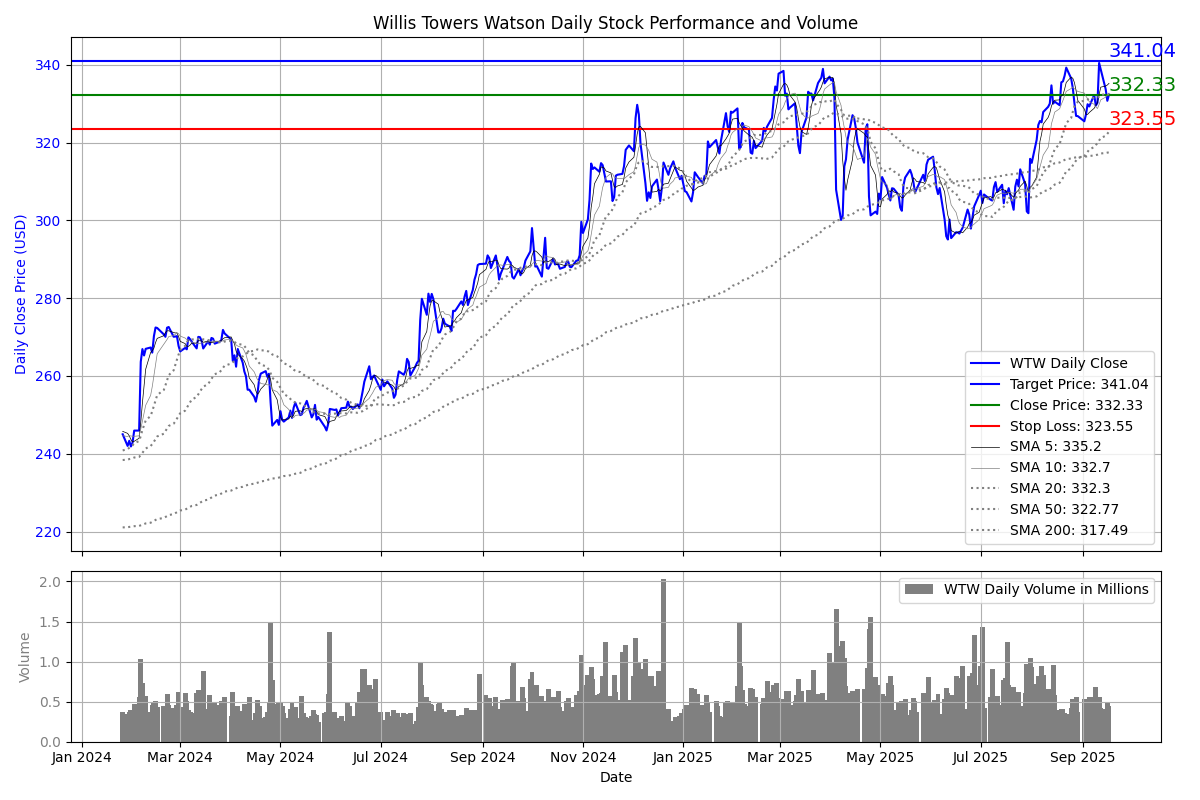 Willis Towers Watson Daily Stock Performance and Volume
341.04
332.33
323.55
340
320
300
280
260
240
220
Daily Close Price (USD)
WTW Daily Close
Target Price: 341.04
Close Price: 332.33
Stop Loss: 323.55
SMA 5: 335.2
SMA 10: 332.7
SMA 20: 332.3
SMA 50: 322.77
SMA 200: 317.49
2.0
1.5
1.0
0.5
0.0
Volume
WTW Daily Volume in Millions
Jan 2024 Mar 2024 May 2024 Jul 2024 Sep 2024 Nov 2024 Jan 2025 Mar 2025 May 2025 Jul 2025 Sep 2025
Date